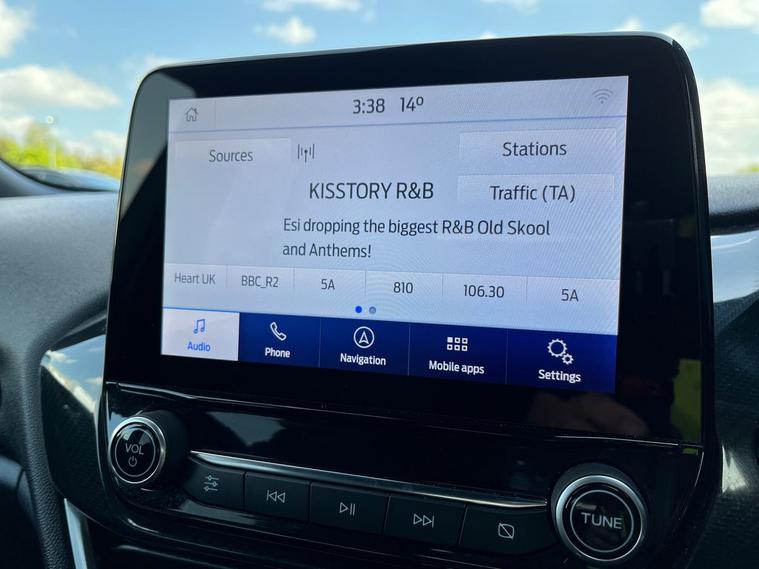 3:38 14º
Sources
Stations
KISSTORY R&B
Traffic (TA)
Esi dropping the biggest R&B Old Skool
and Anthems!
Heart UK BBC_R2 5A 810 106.30 5A
Audio Phone Navigation Mobile apps Settings
VOL
TUNE